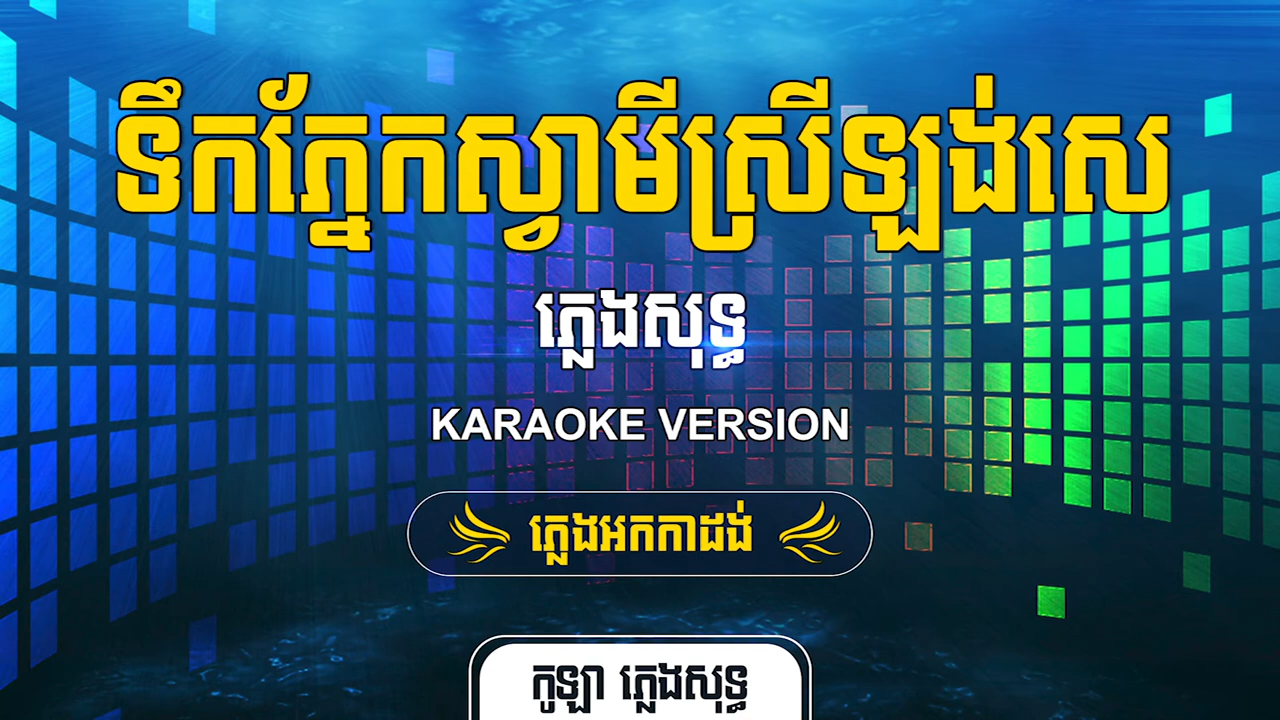 ទឹកភ្នែកស្វាមីស្រីឡូង់សេ
ភ្លេងសុទ្ធ
KARAOKE VERSION
ភ្លេងអកកាដង់
កូឡា ភ្លេងសុទ្ធ